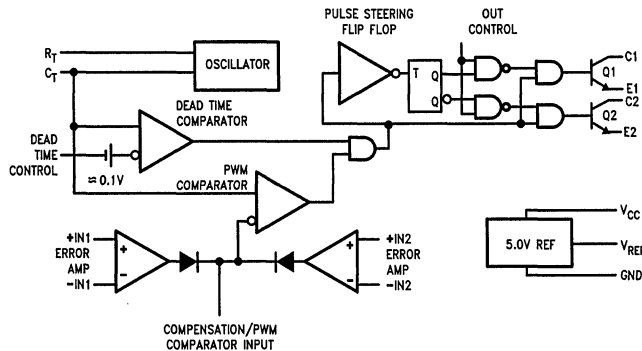 PULSE STEERING
FLIP FLOP
OUT
CONTROL
R_T
C_T
OSCILLATOR
T
Q
Q
C1
Q1
E1
C2
Q2
E2
DEAD TIME
COMPARATOR
DEAD
TIME
CONTROL
≈0.1V
PWM
COMPARATOR
+IN1
ERROR
AMP
-IN1
+
-
+
-
+IN2
ERROR
AMP
-IN2
5.0V REF
V_CC
V_REF
GND
COMPENSATION/PWM
COMPARATOR INPUT